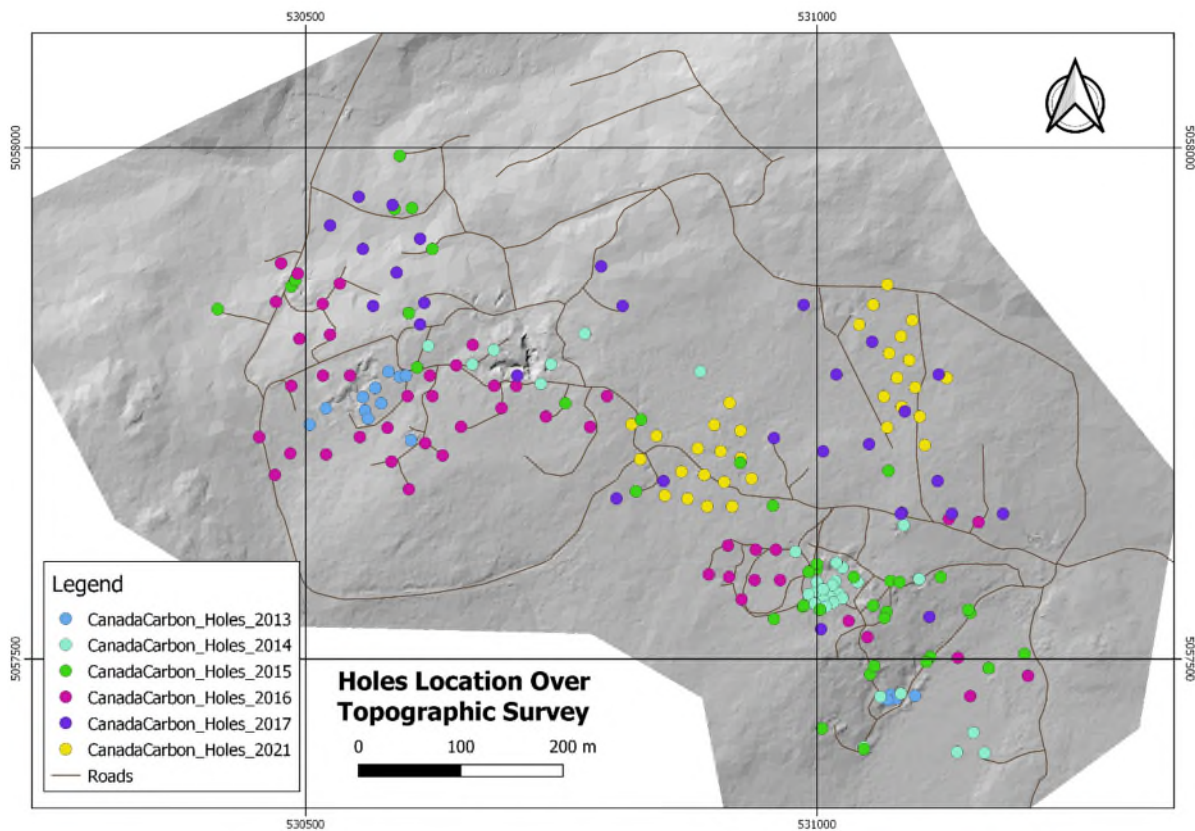 530500
531000
5058000
5058000
Legend
CanadaCarbon_Holes_2013
CanadaCarbon_Holes_2014
CanadaCarbon_Holes_2015
CanadaCarbon_Holes_2016
CanadaCarbon_Holes_2017
CanadaCarbon_Holes_2021
Roads
Holes Location Over
Topographic Survey
0 100 200 m
5057500
5057500
530500
531000